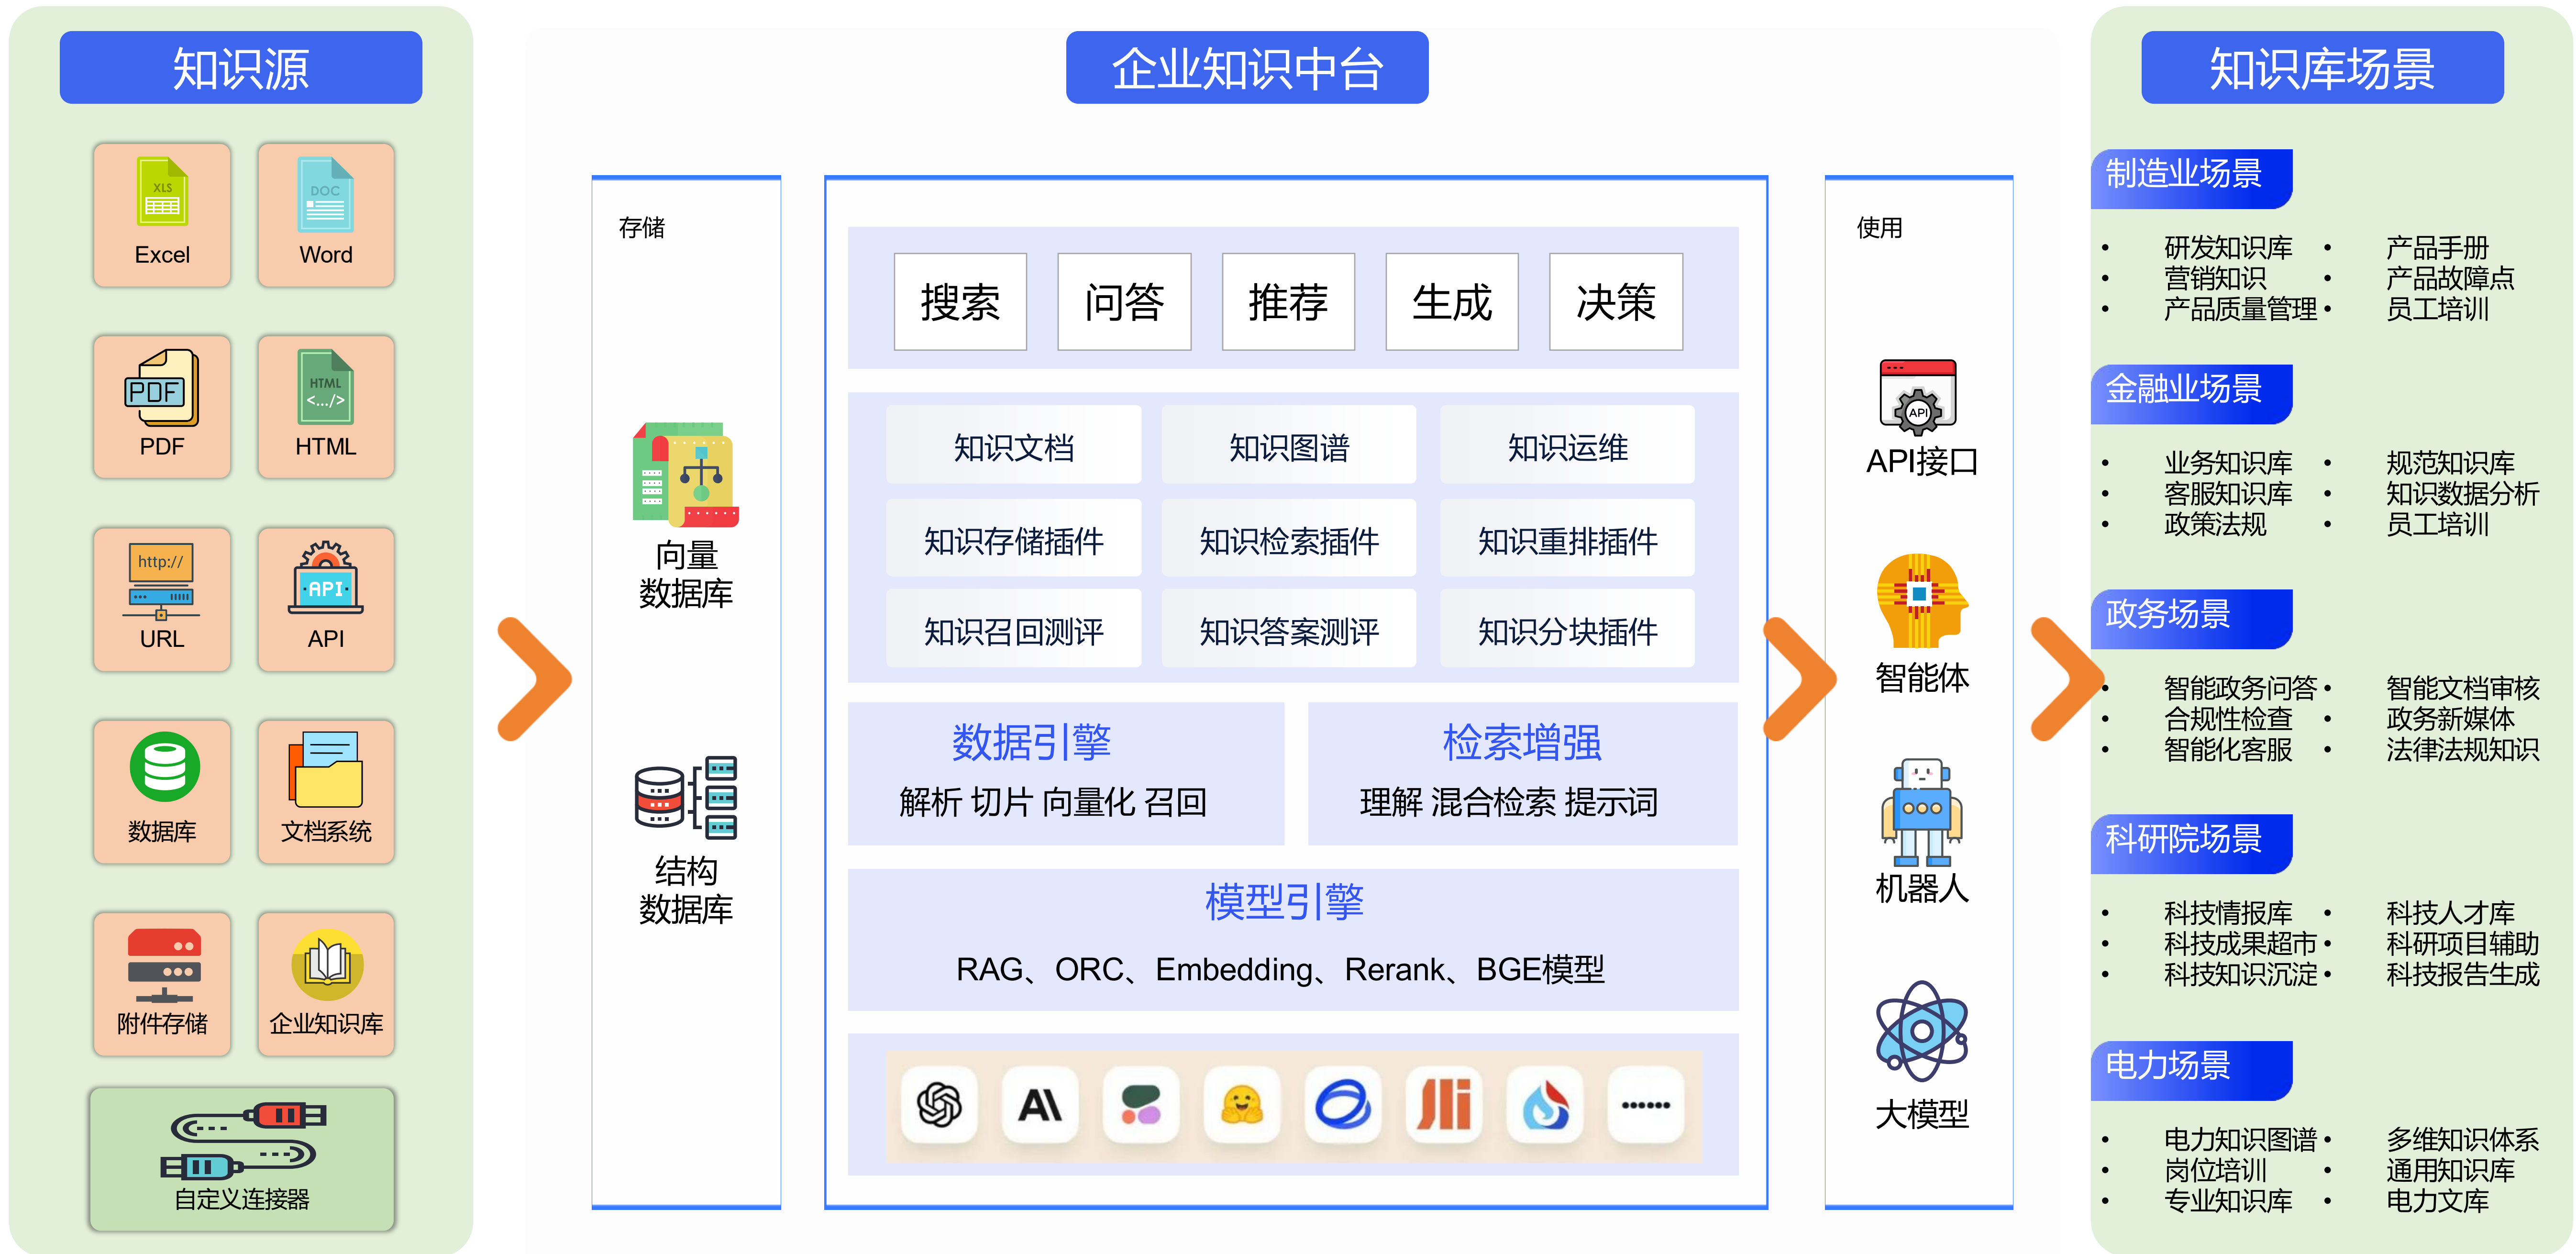 知识源
XLS
Excel
DOC
Word
PDF
PDF
HTML
<.../>
HTML
http://
URL
API
API
数据库
文档系统
附件存储
企业知识库
自定义连接器
企业知识中台
存储
向量
数据库
结构
数据库
搜索 问答 推荐 生成 决策
知识文档 知识图谱 知识运维
知识存储插件 知识检索插件 知识重排插件
知识召回测评 知识答案测评 知识分块插件
数据引擎
解析 切片 向量化 召回
检索增强
理解 混合检索 提示词
模型引擎
RAG、ORC、Embedding、Rerank、BGE模型
使用
API
API接口
智能体
机器人
大模型
知识库场景
制造业场景
• 研发知识库 • 产品手册
• 营销知识 • 产品故障点
• 产品质量管理 • 员工培训
金融业场景
• 业务知识库 • 规范知识库
• 客服知识库 • 知识数据分析
• 政策法规 • 员工培训
政务场景
• 智能政务问答 • 智能文档审核
• 合规性检查 • 政务新媒体
• 智能化客服 • 法律法规知识
科研院场景
• 科技情报库 • 科技人才库
• 科技成果超市 • 科研项目辅助
• 科技知识沉淀 • 科技报告生成
电力场景
• 电力知识图谱 • 多维知识体系
• 岗位培训 • 通用知识库
• 专业知识库 • 电力文库